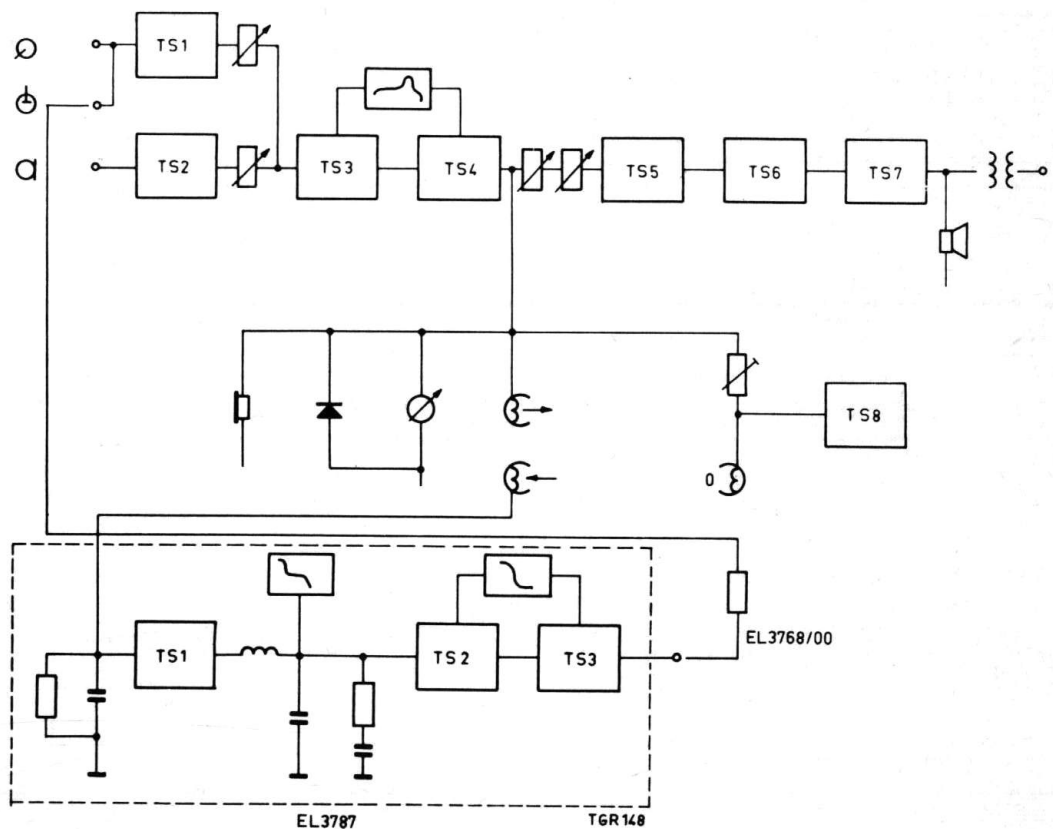 TS1
TS2
TS3
TS4
TS5
TS6
TS7
TS8
0
EL3768/00
TS1
TS2
TS3
EL3787
TGR148